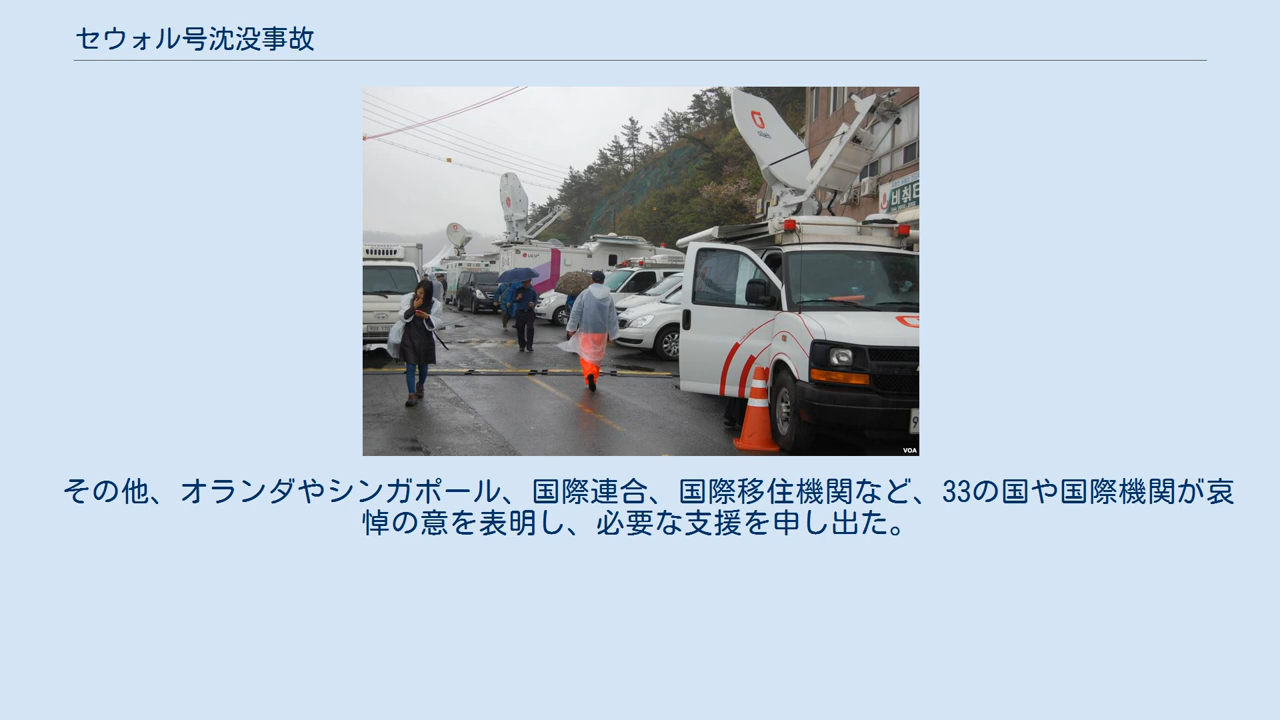 セウォル号沈没事故
비취
VOA
その他、オランダやシンガポール、国際連合、国際移住機関など、33の国や国際機関が哀
悼の意を表明し、必要な支援を申し出た。